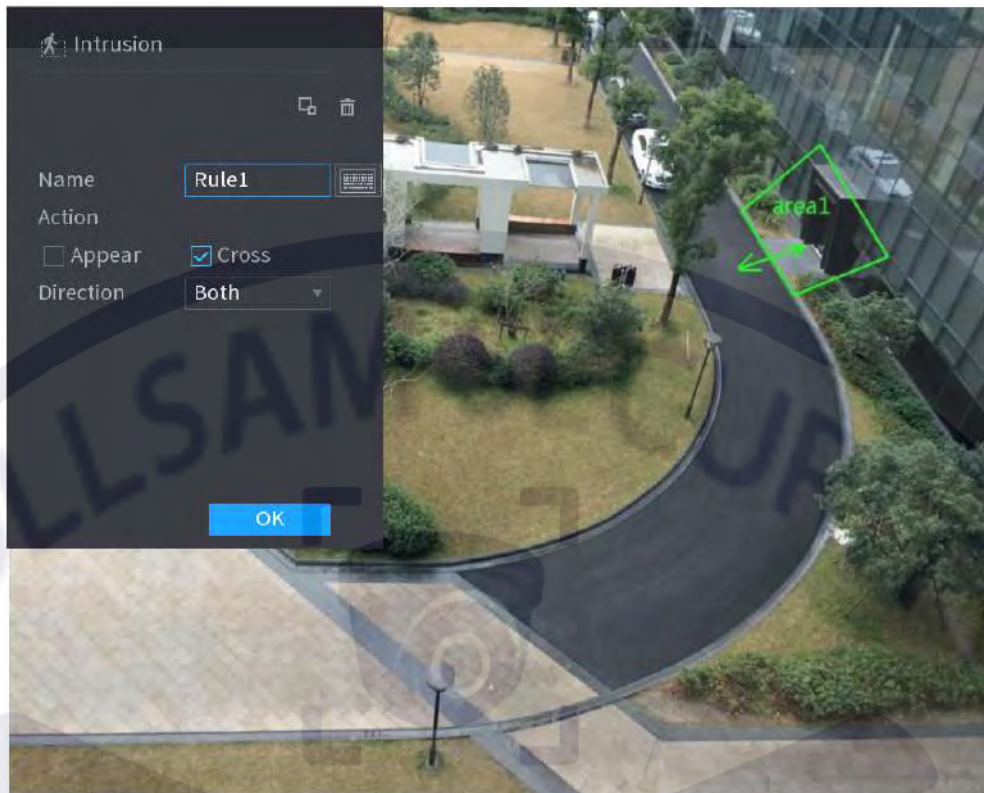 Intrusion
Name Rule1
Action
Appear Cross
Direction Both
OK
area1